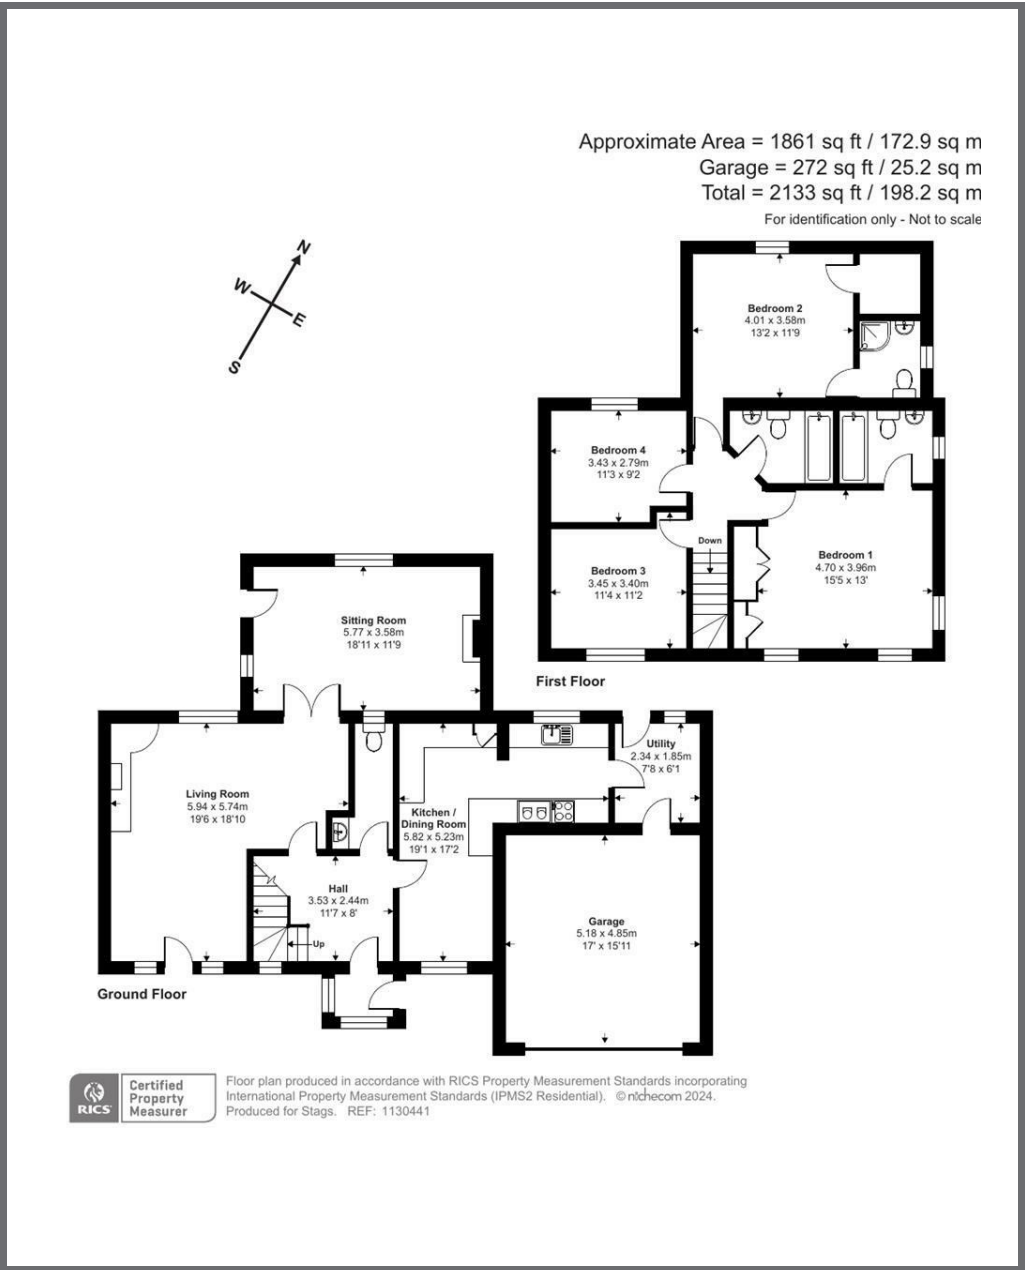 Approximate Area = 1861 sq ft / 172.9 sq m
Garage = 272 sq ft / 25.2 sq m
Total = 2133 sq ft / 198.2 sq m
For identification only - Not to scale
N
W
E
S
Bedroom 2
4.01 x 3.58m
13'2 x 11'9
Bedroom 4
3.43 x 2.79m
11'3 x 9'2
Down
Bedroom 1
4.70 x 3.96m
15'5 x 13'
Bedroom 3
3.45 x 3.40m
11'4 x 11'2
First Floor
Sitting Room
5.77 x 3.58m
18'11 x 11'9
Utility
2.34 x 1.85m
7'8 x 6'1
Living Room
5.94 x 5.74m
19'6 x 18'10
Kitchen /
Dining Room
5.82 x 5.23m
19'1 x 17'2
Hall
3.53 x 2.44m
11'7 x 8'
Up
Garage
5.18 x 4.85m
17' x 15'11
Ground Floor
RICS
Certified
Property
Measurer
Floor plan produced in accordance with RICS Property Measurement Standards incorporating
International Property Measurement Standards (IPMS2 Residential). © nichecom 2024.
Produced for Stags. REF: 1130441